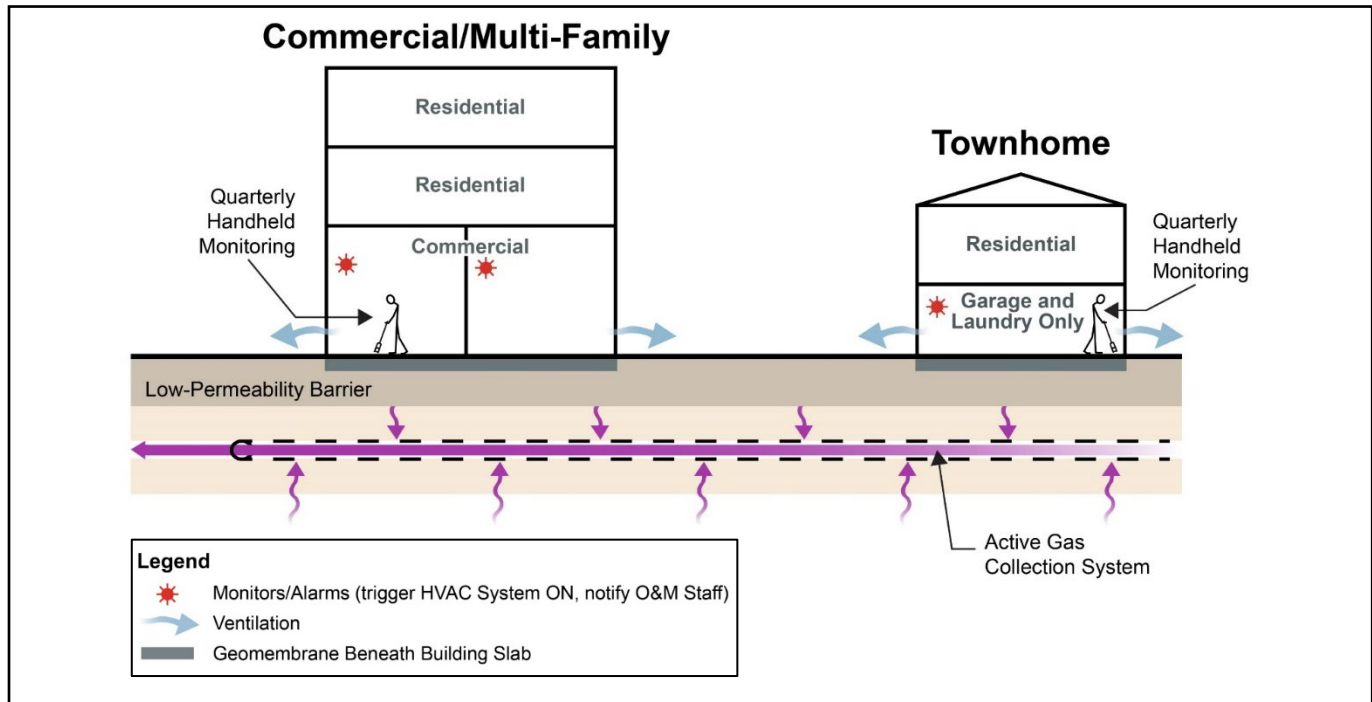 Commercial/Multi-Family
Residential
Residential
Quarterly
Handheld
Monitoring
Commercial
Townhome
Residential
Garage and
Laundry Only
Quarterly
Handheld
Monitoring
Low-Permeability Barrier
Active Gas
Collection System
Legend
Monitors/Alarms (trigger HVAC System ON, notify O&M Staff)
Ventilation
Geomembrane Beneath Building Slab